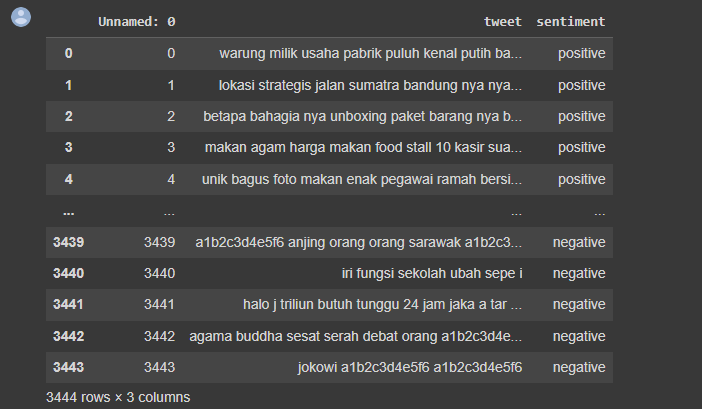 Unnamed: 0 tweet sentiment
0 0 warung milik usaha pabrik puluh kenal putih ba... positive
1 1 lokasi strategis jalan sumatra bandung nya nya... positive
2 2 betapa bahagia nya unboxing paket barang nya b... positive
3 3 makan agam harga makan food stall 10 kasir sua... positive
4 4 unik bagus foto makan enak pegawai ramah bersi... positive
... ... ... ...
3439 3439 a1b2c3d4e5f6 anjing orang orang sarawak a1b2c3... negative
3440 3440 iri fungsi sekolah ubah sepe i negative
3441 3441 halo j triliun butuh tunggu 24 jam jaka a tar ... negative
3442 3442 agama buddha sesat serah debat orang a1b2c3d4e... negative
3443 3443 jokowi a1b2c3d4e5f6 a1b2c3d4e5f6 negative
3444 rows × 3 columns